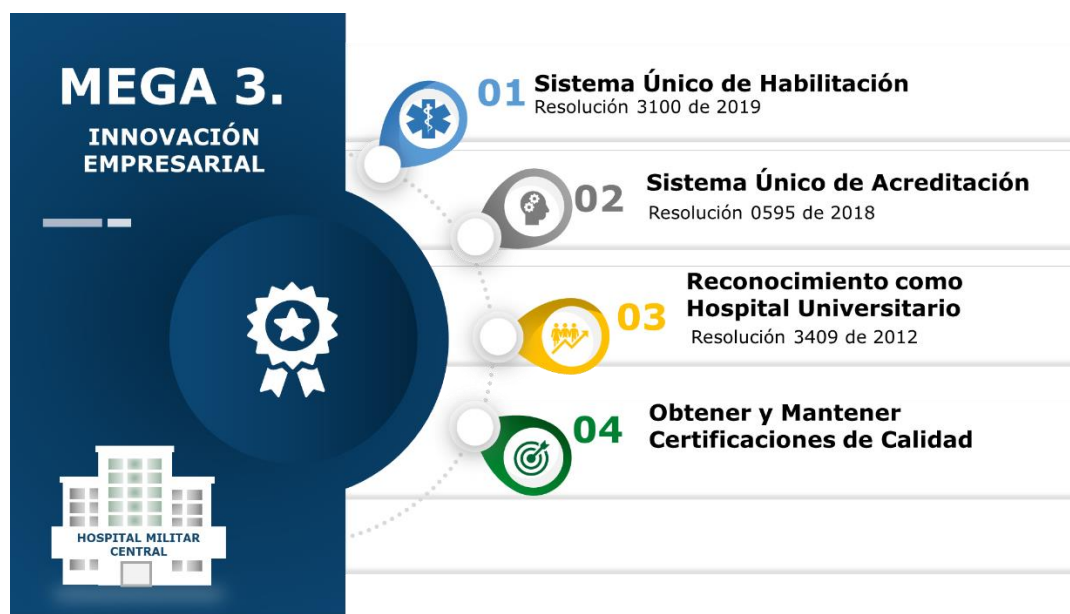 MEGA 3.
INNOVACIÓN
EMPRESARIAL
HOSPITAL MILITAR
CENTRAL
01 Sistema Único de Habilitación
Resolución 3100 de 2019
02 Sistema Único de Acreditación
Resolución 0595 de 2018
03 Reconocimiento como
Hospital Universitario
Resolución 3409 de 2012
04 Obtener y Mantener
Certificaciones de Calidad